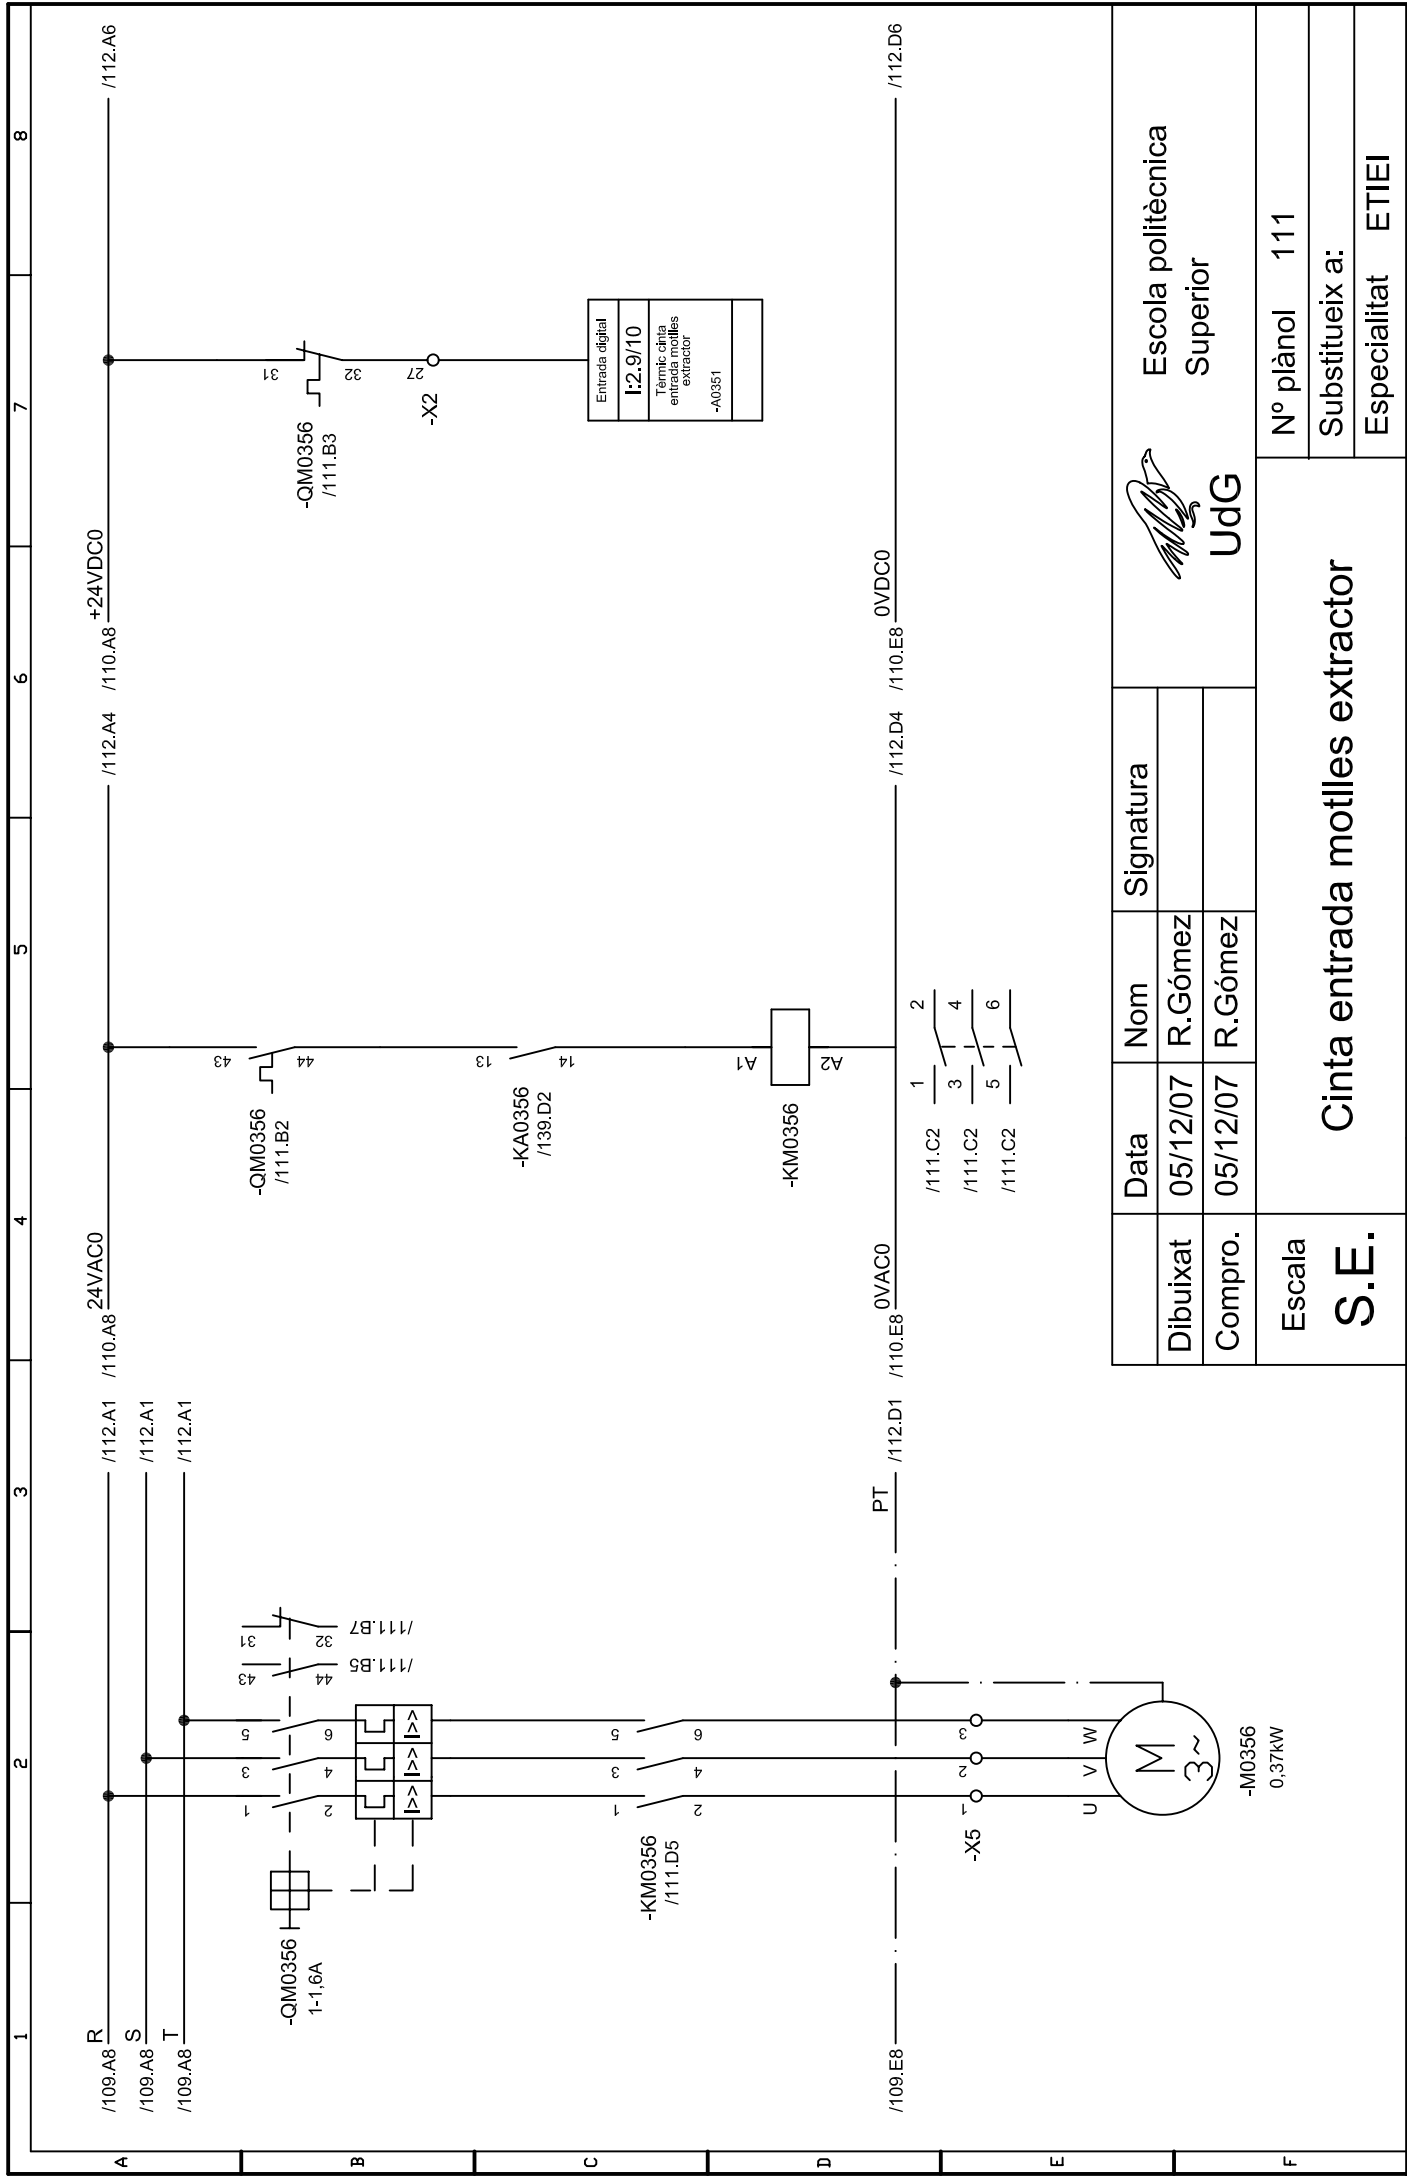 1 2 3 4 5 6 7 8
A
B
C
D
E
F
/109.A8 R /112.A1
/109.A8 S /112.A1
/109.A8 T /112.A1
-QM0356
1-1,6A
1 3 5 43 31
2 4 6 44 32
/111.B5
/111.B7
I>> I>> I>>
-KM0356
/111.D5
1 3 5
2 4 6
/109.E8 PT /112.D1
-X5
1 2 3
U V W
M
3~
-M0356
0,37kW
/110.A8 24VAC0 /112.A4
-QM0356
/111.B2
43
44
-KA0356
/139.D2
13
14
-KM0356
A1
A2
/110.E8 0VAC0 /112.D4
/111.C2 1 2
/111.C2 3 4
/111.C2 5 6
/110.A8 +24VDC0 /112.A6
-QM0356
/111.B3
31
32
-X2
27
Entrada digital
I:2.9/10
Tèrmic cinta
entrada motlles
extractor
-A0351
/110.E8 0VDC0 /112.D6
Data Nom Signatura
Dibuixat 05/12/07 R.Gómez
Compro. 05/12/07 R.Gómez
UdG
Escola politècnica
Superior
Escala
S.E.
Cinta entrada motlles extractor
Nº plànol 111
Substitueix a:
Especialitat ETIEI